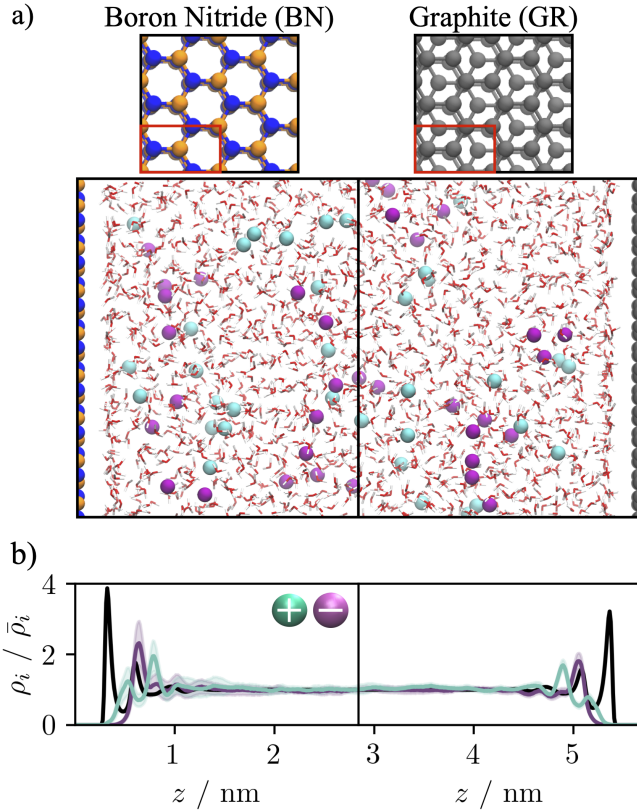 a)
Boron Nitride (BN)
Graphite (GR)
b)
ρᵢ / ρ̄ᵢ
4
2
0
+ −
1 2 3 4 5
z / nm z / nm